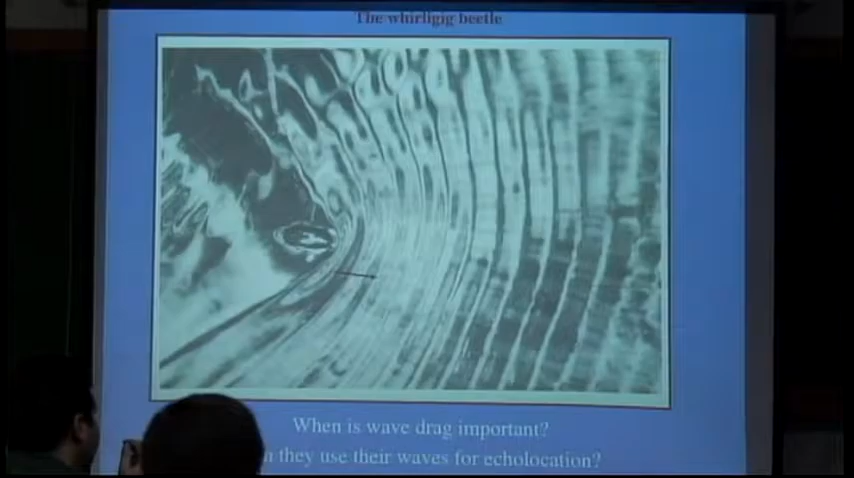 The whirligig beetle
When is wave drag important?
they use their waves for echolocation?